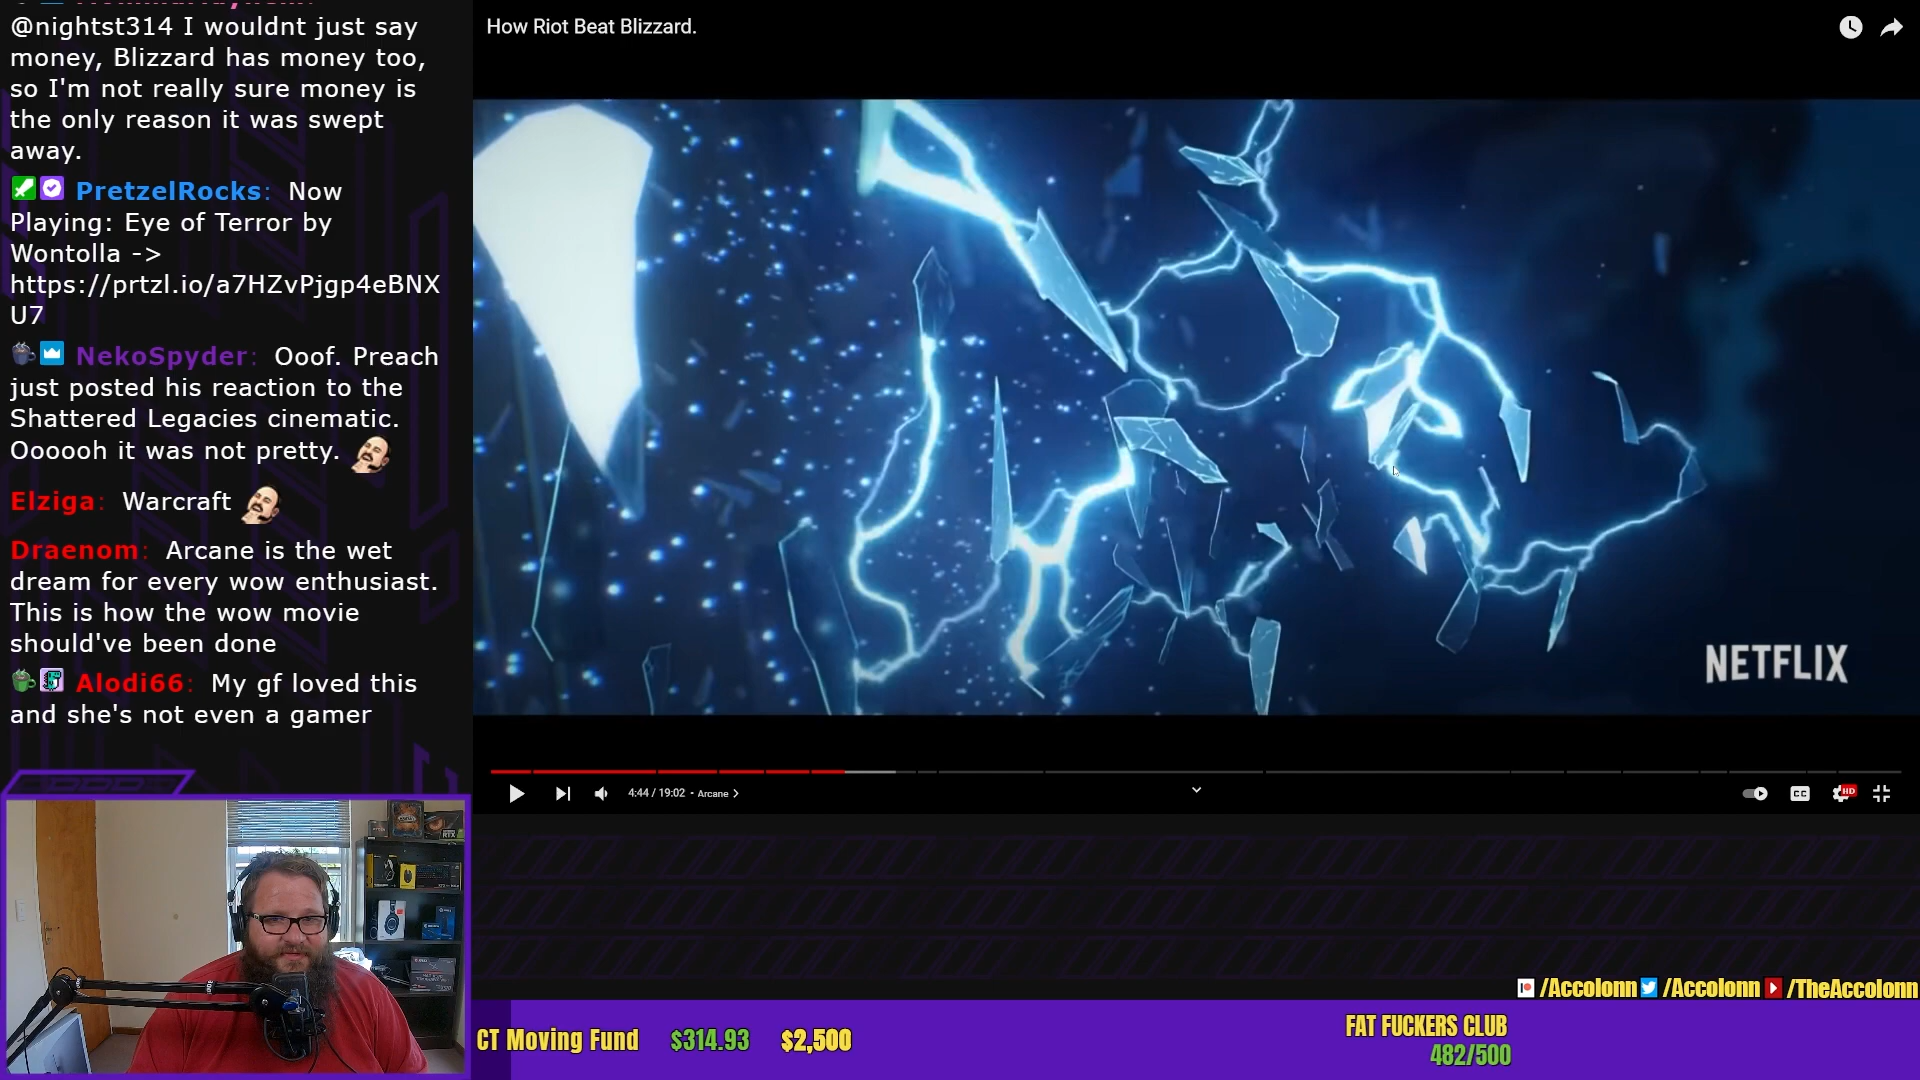 @nightst314 I wouldnt just say
money, Blizzard has money too,
so I'm not really sure money is
the only reason it was swept
away.
PretzelRocks: Now
Playing: Eye of Terror by
Wontolla ->
https://prtzl.io/a7HZvPjgp4eBNX
U7
NekoSpyder: Ooof. Preach
just posted his reaction to the
Shattered Legacies cinematic.
Oooooh it was not pretty.
Elziga: Warcraft
Draenom: Arcane is the wet
dream for every wow enthusiast.
This is how the wow movie
should've been done
Alodi66: My gf loved this
and she's not even a gamer
How Riot Beat Blizzard.
NETFLIX
4:44 / 19:02 · Arcane
CC
HD
/Accolonn /Accolonn /TheAccolonn
CT Moving Fund $314.93 $2,500
FAT FUCKERS CLUB
482/500